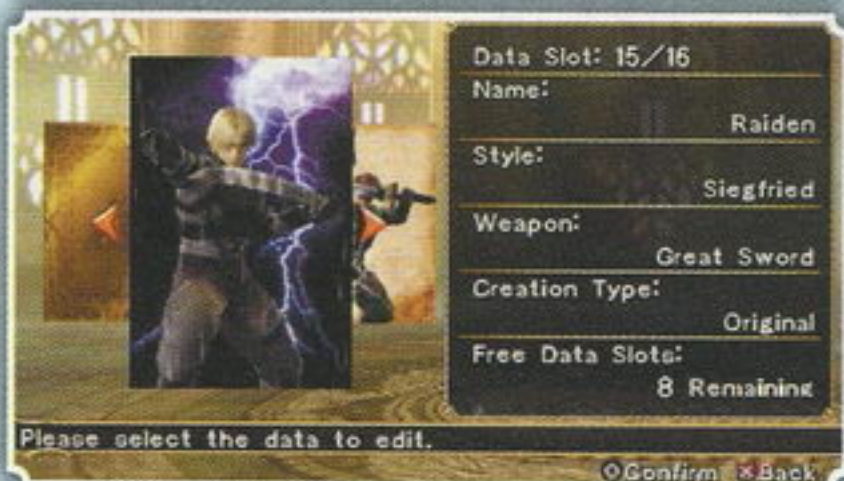 Data Slot: 15/16
Name:
Raiden
Style:
Siegfried
Weapon:
Great Sword
Creation Type:
Original
Free Data Slots:
8 Remaining
Please select the data to edit.
Confirm Back